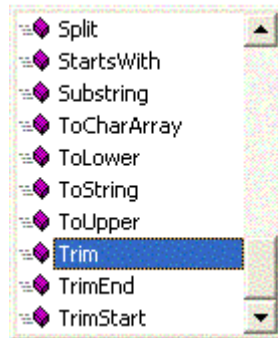 Split
StartsWith
Substring
ToCharArray
ToLower
ToString
ToUpper
Trim
TrimEnd
TrimStart